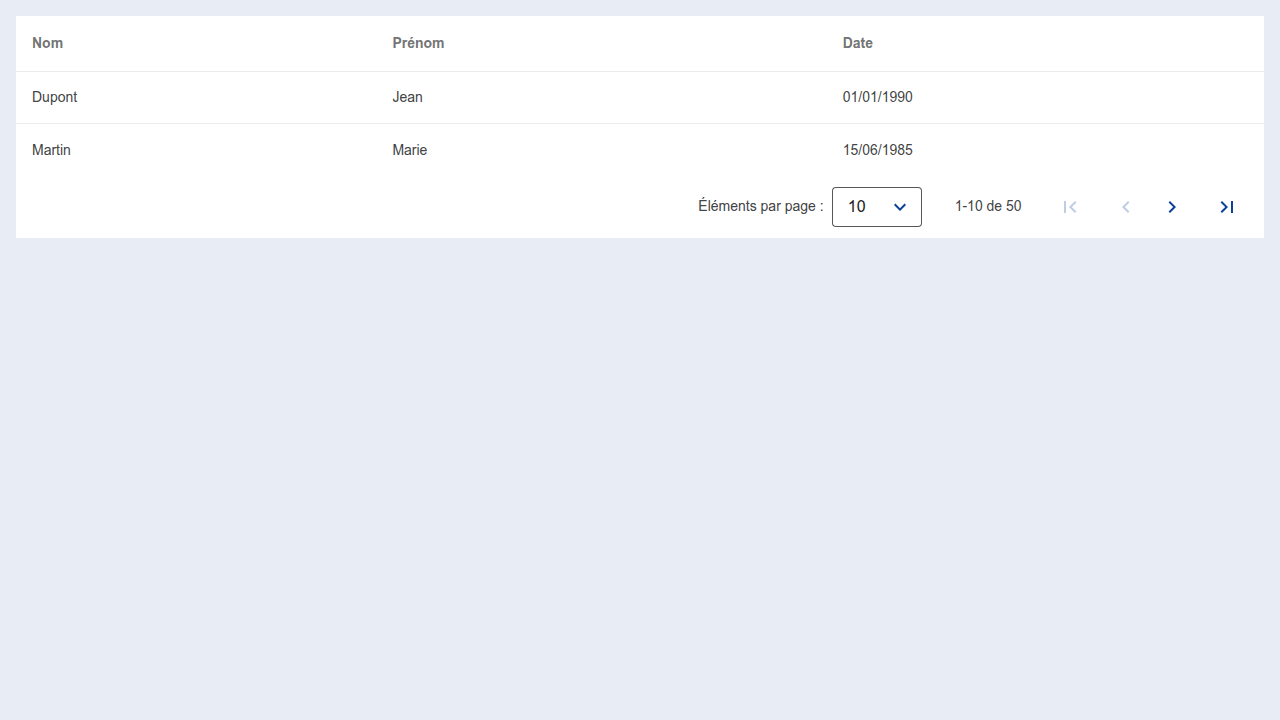 Nom Prénom Date
Dupont Jean 01/01/1990
Martin Marie 15/06/1985
Éléments par page : 10 1-10 de 50